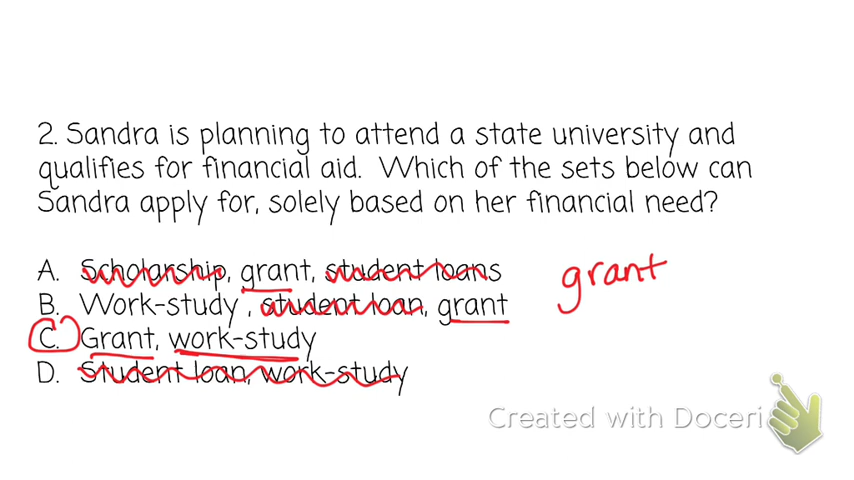 2. Sandra is planning to attend a state university and
qualifies for financial aid. Which of the sets below can
Sandra apply for, solely based on her financial need?
A. Scholarship, grant, student loans
grant
B. Work-study , student loan, grant
C. Grant, work-study
D. Student loan, work-study
Created with Doceri